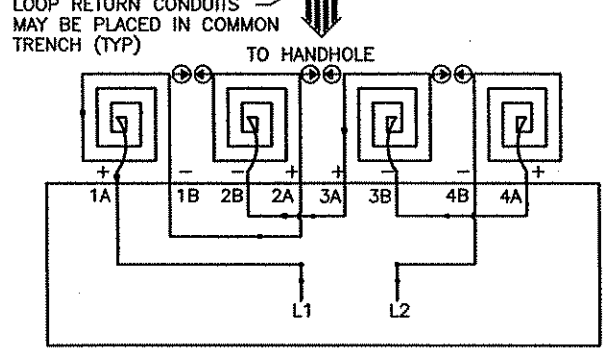 LOOP RETURN CONDUITS
MAY BE PLACED IN COMMON
TRENCH (TYP)
TO HANDHOLE
+ - - + + - - +
1A 1B 2B 2A 3A 3B 4B 4A
L1 L2